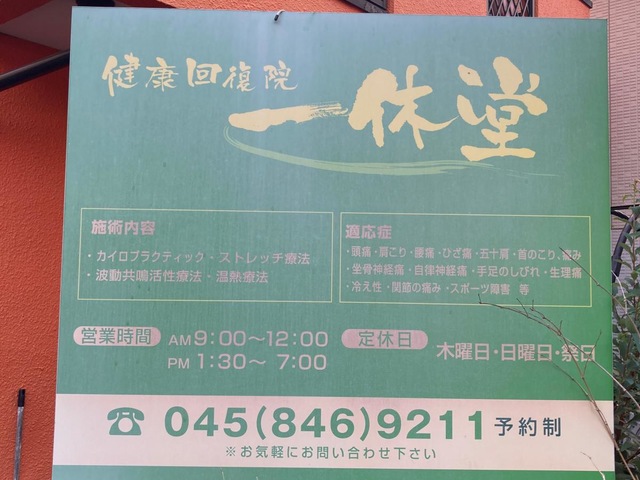 健康回復院
一休堂
施術内容
・カイロプラクティック・ストレッチ療法
・波動共鳴活性療法・温熱療法
適応症
・頭痛・肩こり・腰痛・ひざ痛・五十肩・首のこり、痛み
・坐骨神経痛・自律神経痛・手足のしびれ・生理痛
・冷え性・関節の痛み・スポーツ障害 等
営業時間 AM 9:00〜12:00
PM 1:30〜 7:00
定休日 木曜日・日曜日・祭日
☎ 045(846)9211 予約制
※お気軽にお問い合わせ下さい